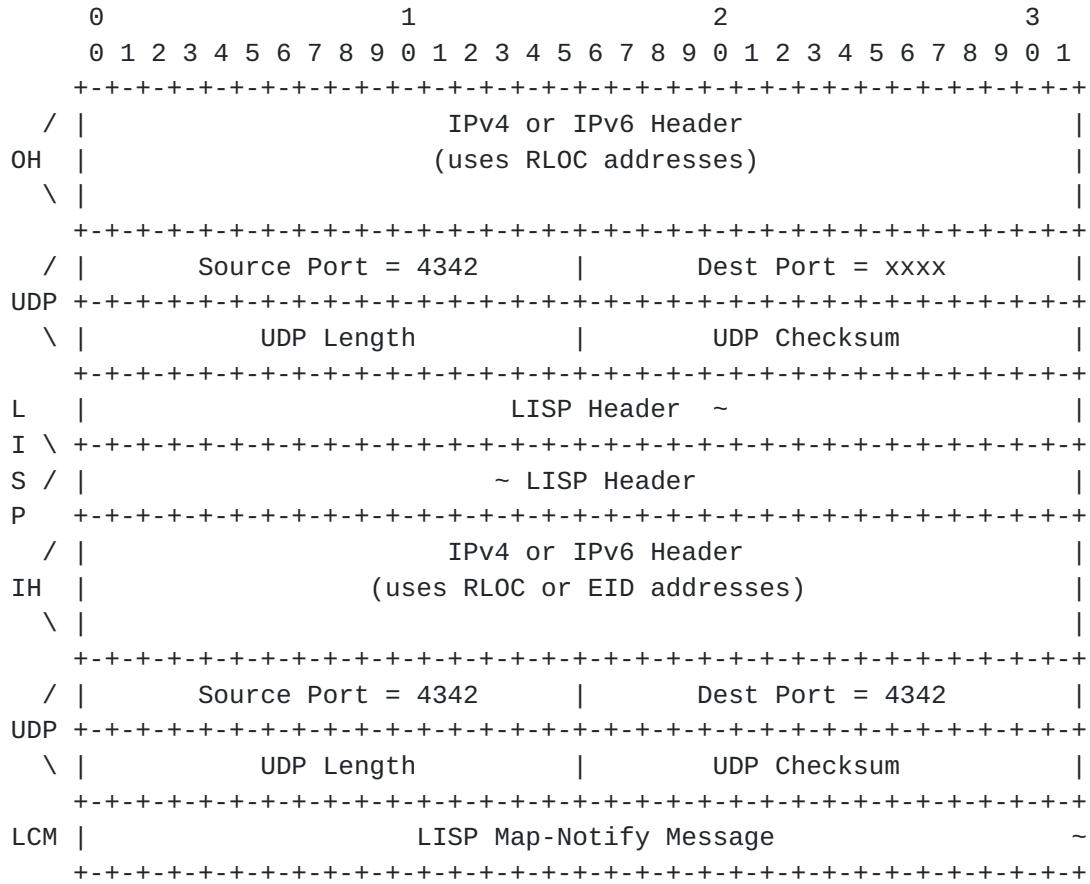 0                   1                   2                   3
 0 1 2 3 4 5 6 7 8 9 0 1 2 3 4 5 6 7 8 9 0 1 2 3 4 5 6 7 8 9 0 1
    +-+-+-+-+-+-+-+-+-+-+-+-+-+-+-+-+-+-+-+-+-+-+-+-+-+-+-+-+-+-+-+-+
  / |                       IPv4 or IPv6 Header                     |
OH  |                      (uses RLOC addresses)                    |
  \ |                                                               |
    +-+-+-+-+-+-+-+-+-+-+-+-+-+-+-+-+-+-+-+-+-+-+-+-+-+-+-+-+-+-+-+-+
  / |       Source Port = 4342      |       Dest Port = xxxx        |
UDP +-+-+-+-+-+-+-+-+-+-+-+-+-+-+-+-+-+-+-+-+-+-+-+-+-+-+-+-+-+-+-+-+
  \ |           UDP Length          |        UDP Checksum           |
    +-+-+-+-+-+-+-+-+-+-+-+-+-+-+-+-+-+-+-+-+-+-+-+-+-+-+-+-+-+-+-+-+
L   |                           LISP Header  ~                      |
I \ +-+-+-+-+-+-+-+-+-+-+-+-+-+-+-+-+-+-+-+-+-+-+-+-+-+-+-+-+-+-+-+-+
S / |                          ~ LISP Header                        |
P   +-+-+-+-+-+-+-+-+-+-+-+-+-+-+-+-+-+-+-+-+-+-+-+-+-+-+-+-+-+-+-+-+
  / |                       IPv4 or IPv6 Header                     |
IH  |                  (uses RLOC or EID addresses)                 |
  \ |                                                               |
    +-+-+-+-+-+-+-+-+-+-+-+-+-+-+-+-+-+-+-+-+-+-+-+-+-+-+-+-+-+-+-+-+
  / |       Source Port = 4342      |       Dest Port = 4342        |
UDP +-+-+-+-+-+-+-+-+-+-+-+-+-+-+-+-+-+-+-+-+-+-+-+-+-+-+-+-+-+-+-+-+
  \ |           UDP Length          |        UDP Checksum           |
    +-+-+-+-+-+-+-+-+-+-+-+-+-+-+-+-+-+-+-+-+-+-+-+-+-+-+-+-+-+-+-+-+
LCM |                     LISP Map-Notify Message                   ~
    +-+-+-+-+-+-+-+-+-+-+-+-+-+-+-+-+-+-+-+-+-+-+-+-+-+-+-+-+-+-+-+-+